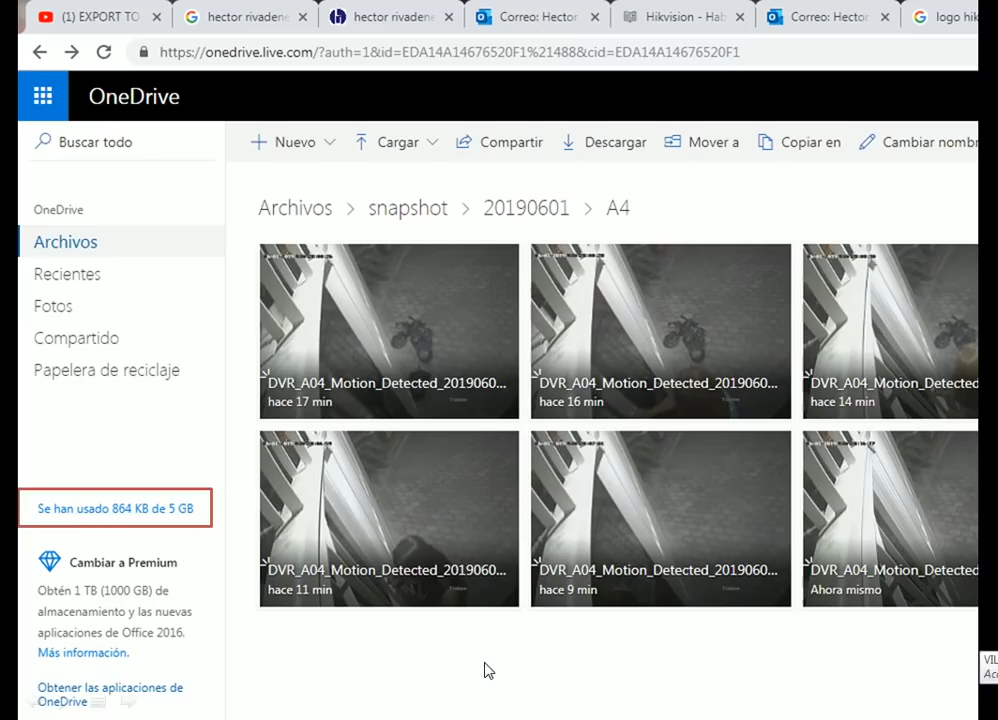 (1) EXPORT TO
hector rivadene
hector rivadene
Correo: Hector
Hikvision - Hab
Correo: Hector
logo hik
https://onedrive.live.com/?auth=1&id=EDA14A14676520F1%21488&cid=EDA14A14676520F1
OneDrive
Buscar todo
Nuevo
Cargar
Compartir
Descargar
Mover a
Copiar en
Cambiar nombr
OneDrive
Archivos
Recientes
Fotos
Compartido
Papelera de reciclaje
Se han usado 864 KB de 5 GB
Cambiar a Premium
Obtén 1 TB (1000 GB) de
almacenamiento y las nuevas
aplicaciones de Office 2016.
Más información.
Obtener las aplicaciones de
OneDrive
Archivos > snapshot > 20190601 > A4
DVR_A04_Motion_Detected_2019060...
hace 17 min
DVR_A04_Motion_Detected_2019060...
hace 16 min
DVR_A04_Motion_Detected
hace 14 min
DVR_A04_Motion_Detected_2019060...
hace 11 min
DVR_A04_Motion_Detected_2019060...
hace 9 min
DVR_A04_Motion_Detected
Ahora mismo
VIL